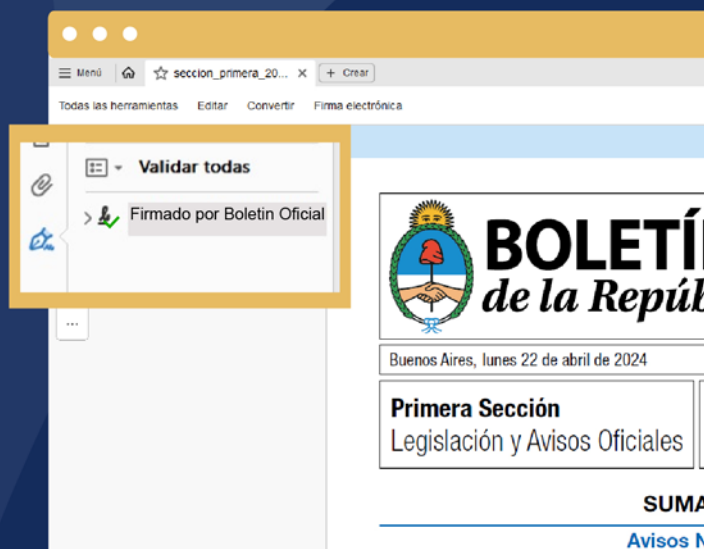 Menú
seccion_primera_20... × + Crear
Todas las herramientas Editar Convertir Firma electrónica
Validar todas
Firmado por Boletin Oficial
...
BOLETÍ
de la Repúb
Buenos Aires, lunes 22 de abril de 2024
Primera Sección
Legislación y Avisos Oficiales
SUMA
Avisos N